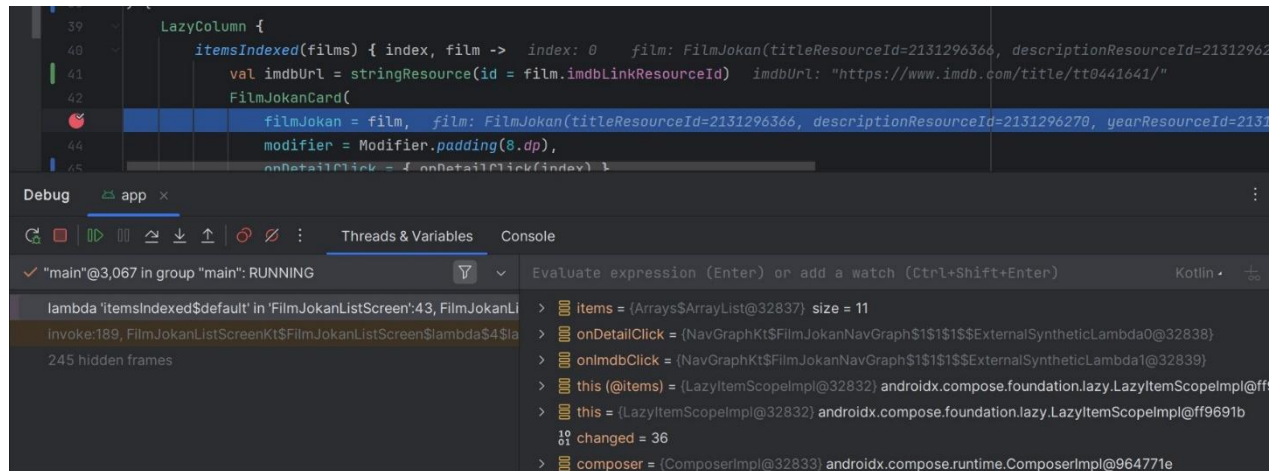 39 LazyColumn {
40 itemsIndexed(films) { index, film -> index: 0 film: FilmJokan(titleResourceId=2131296366, descriptionResourceId=21312962
41 val imdbUrl = stringResource(id = film.imdbLinkResourceId) imdbUrl: "https://www.imdb.com/title/tt0441641/"
42 FilmJokanCard(
filmJokan = film, film: FilmJokan(titleResourceId=2131296366, descriptionResourceId=2131296270, yearResourceId=2131
44 modifier = Modifier.padding(8.dp),
45 onDetailClick = { onDetailClick(index) }
Debug app
Threads & Variables Console
"main"@3,067 in group "main": RUNNING
Evaluate expression (Enter) or add a watch (Ctrl+Shift+Enter) Kotlin
lambda 'itemsIndexed$default' in 'FilmJokanListScreen':43, FilmJokanLi
invoke:189, FilmJokanListScreenKt$FilmJokanListScreen$lambda$4$la
245 hidden frames
items = {Arrays$ArrayList@32837} size = 11
onDetailClick = {NavGraphKt$FilmJokanNavGraph$1$1$1$$ExternalSyntheticLambda0@32838}
onImdbClick = {NavGraphKt$FilmJokanNavGraph$1$1$1$$ExternalSyntheticLambda1@32839}
this (@items) = {LazyItemScopeImpl@32832} androidx.compose.foundation.lazy.LazyItemScopeImpl@ff9
this = {LazyItemScopeImpl@32832} androidx.compose.foundation.lazy.LazyItemScopeImpl@ff9691b
changed = 36
composer = {ComposerImpl@32833} androidx.compose.runtime.ComposerImpl@964771e